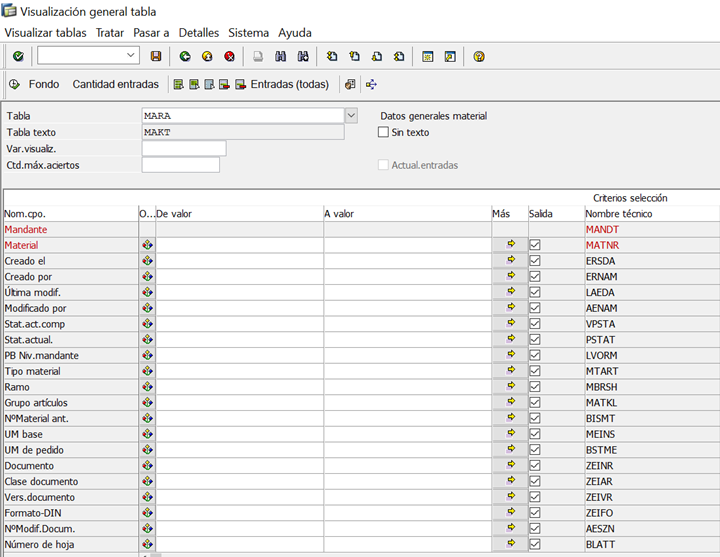 Visualización general tabla
Visualizar tablas Tratar Pasar a Detalles Sistema Ayuda
Fondo Cantidad entradas Entradas (todas)
Tabla MARA Datos generales material
Tabla texto MAKT Sin texto
Var.visualiz.
Ctd.máx.aciertos Actual.entradas
Criterios selección
Nom.cpo. O... De valor A valor Más Salida Nombre técnico
Mandante MANDT
Material MATNR
Creado el ERSDA
Creado por ERNAM
Última modif. LAEDA
Modificado por AENAM
Stat.act.comp VPSTA
Stat.actual. PSTAT
PB Niv.mandante LVORM
Tipo material MTART
Ramo MBRSH
Grupo artículos MATKL
NºMaterial ant. BISMT
UM base MEINS
UM de pedido BSTME
Documento ZEINR
Clase documento ZEIAR
Vers.documento ZEIVR
Formato-DIN ZEIFO
NºModif.Docum. AESZN
Número de hoja BLATT